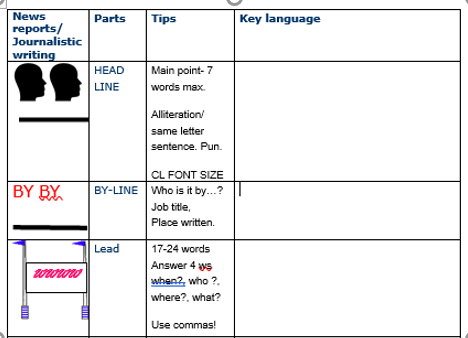 News reports/ Journalistic writing
Parts
Tips
Key language
HEAD
LINE
Main point- 7
words max.
Alliteration/
same letter
sentence. Pun.
CL FONT SIZE
BY BY
BY-LINE
Who is it by...?
Job title,
Place written.
Lead
17-24 words
Answer 4 ws
when?, who ?,
where?, what?
Use commas!